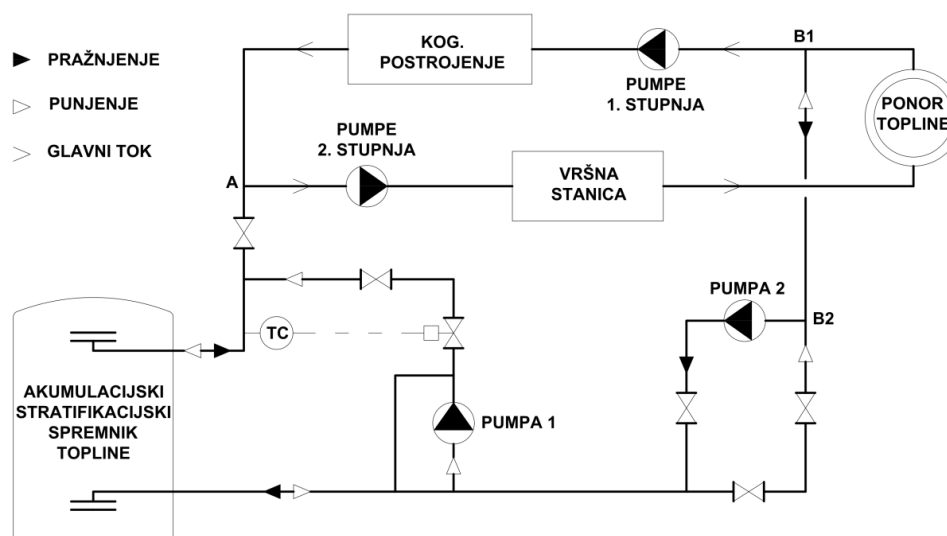 PRAŽNJENJE
PUNJENJE
GLAVNI TOK
KOG.
POSTROJENJE
PUMPE
1. STUPNJA
B1
PONOR
TOPLINE
PUMPE
2. STUPNJA
A
VRŠNA
STANICA
TC
PUMPA 2
B2
AKUMULACIJSKI
STRATIFIKACIJSKI
SPREMNIK
TOPLINE
PUMPA 1